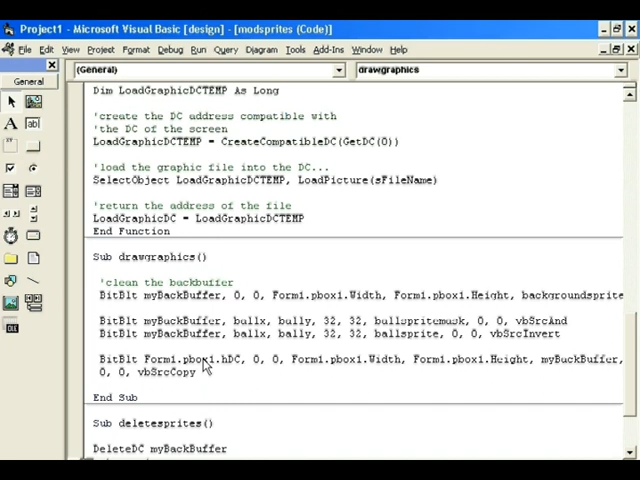 Project1 - Microsoft Visual Basic [design] - [modsprites (Code)]
File Edit View Project Format Debug Run Query Diagram Tools Add-Ins Window Help
General
(General) drawgraphics
Dim LoadGraphicDCTEMP As Long
'create the DC address compatible with
'the DC of the screen
LoadGraphicDCTEMP = CreateCompatibleDC(GetDC(0))
'load the graphic file into the DC...
SelectObject LoadGraphicDCTEMP, LoadPicture(sFileName)
'return the address of the file
LoadGraphicDC = LoadGraphicDCTEMP
End Function
Sub drawgraphics()
'clean the backbuffer
BitBlt myBackBuffer, 0, 0, Form1.pbox1.Width, Form1.pbox1.Height, backgroundsprite
BitBlt myBackBuffer, ballx, bally, 32, 32, ballspritemask, 0, 0, vbSrcAnd
BitBlt myBackBuffer, ballx, bally, 32, 32, ballsprite, 0, 0, vbSrcInvert
BitBlt Form1.pbox1.hDC, 0, 0, Form1.pbox1.Width, Form1.pbox1.Height, myBackBuffer,
0, 0, vbSrcCopy
End Sub
Sub deletesprites()
DeleteDC myBackBuffer